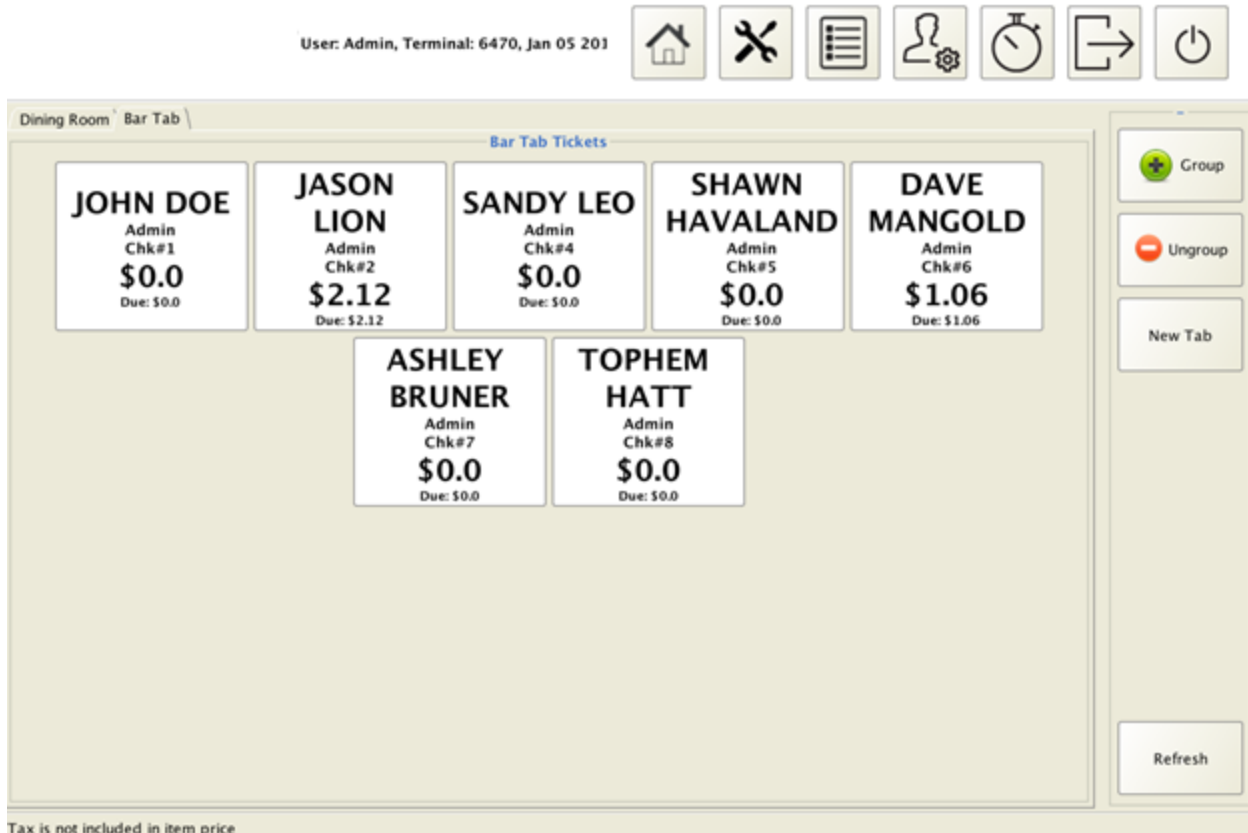 User: Admin, Terminal: 6470, Jan 05 201
Dining Room
Bar Tab
Bar Tab Tickets
JOHN DOE
Admin
Chk#1
$0.0
Due: $0.0
JASON
LION
Admin
Chk#2
$2.12
Due: $2.12
SANDY LEO
Admin
Chk#4
$0.0
Due: $0.0
SHAWN
HAVALAND
Admin
Chk#5
$0.0
Due: $0.0
DAVE
MANGOLD
Admin
Chk#6
$1.06
Due: $1.06
ASHLEY
BRUNER
Admin
Chk#7
$0.0
Due: $0.0
TOPHEM
HATT
Admin
Chk#8
$0.0
Due: $0.0
Group
Ungroup
New Tab
Refresh
Tax is not included in item price